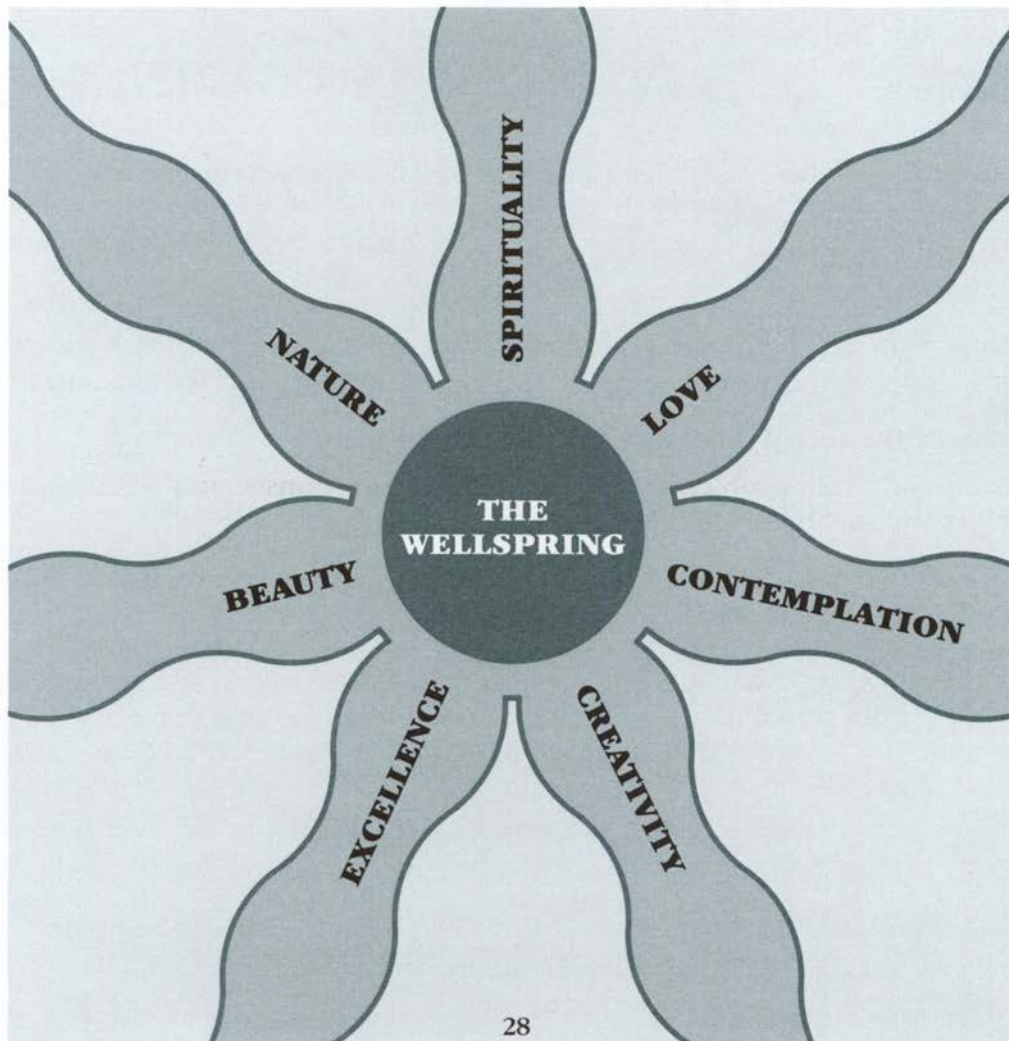 SPIRITUALITY
NATURE
LOVE
THE
WELLSPRING
BEAUTY
CONTEMPLATION
EXCELLENCE
CREATIVITY
28